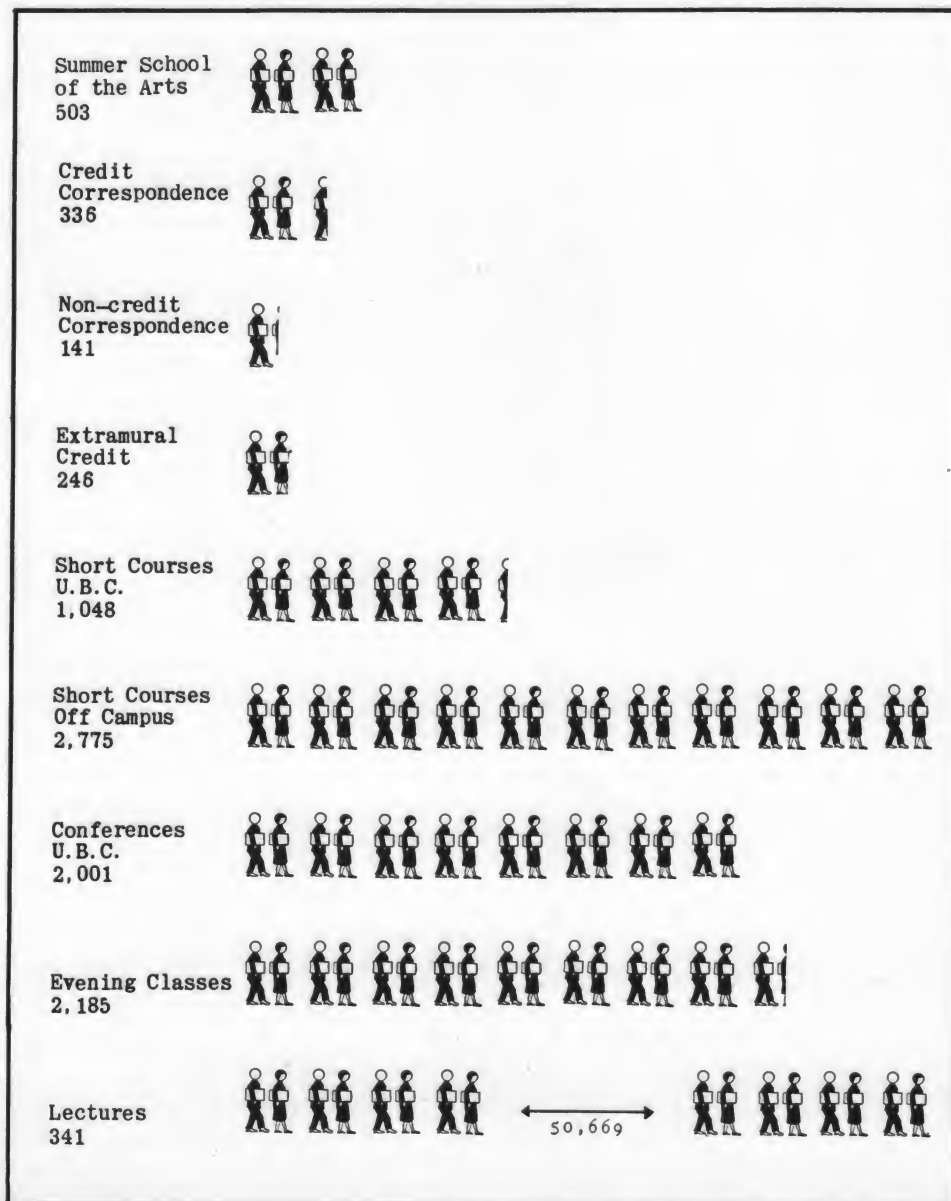 Summer School
of the Arts
503
Credit
Correspondence
336
Non-credit
Correspondence
141
Extramural
Credit
246
Short Courses
U.B.C.
1,048
Short Courses
Off Campus
2,775
Conferences
U.B.C.
2,001
Evening Classes
2,185
Lectures
341
50,669